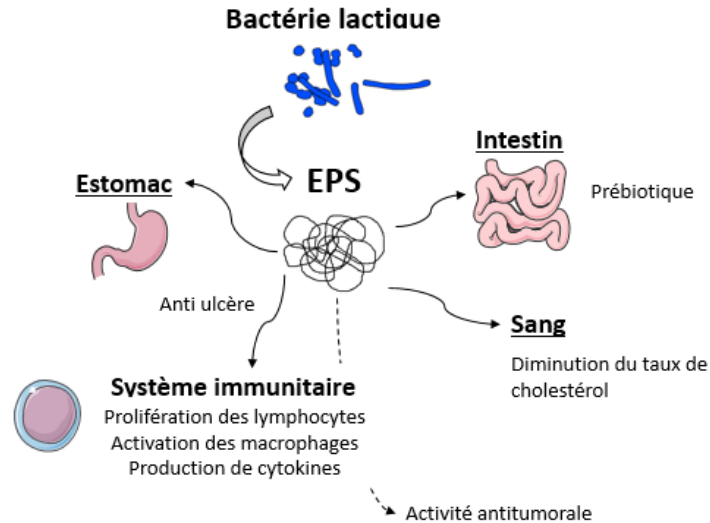 Bactérie lactique
EPS
Estomac
Anti ulcère
Intestin
Prébiotique
Sang
Diminution du taux de
cholestérol
Système immunitaire
Prolifération des lymphocytes
Activation des macrophages
Production de cytokines
Activité antitumorale